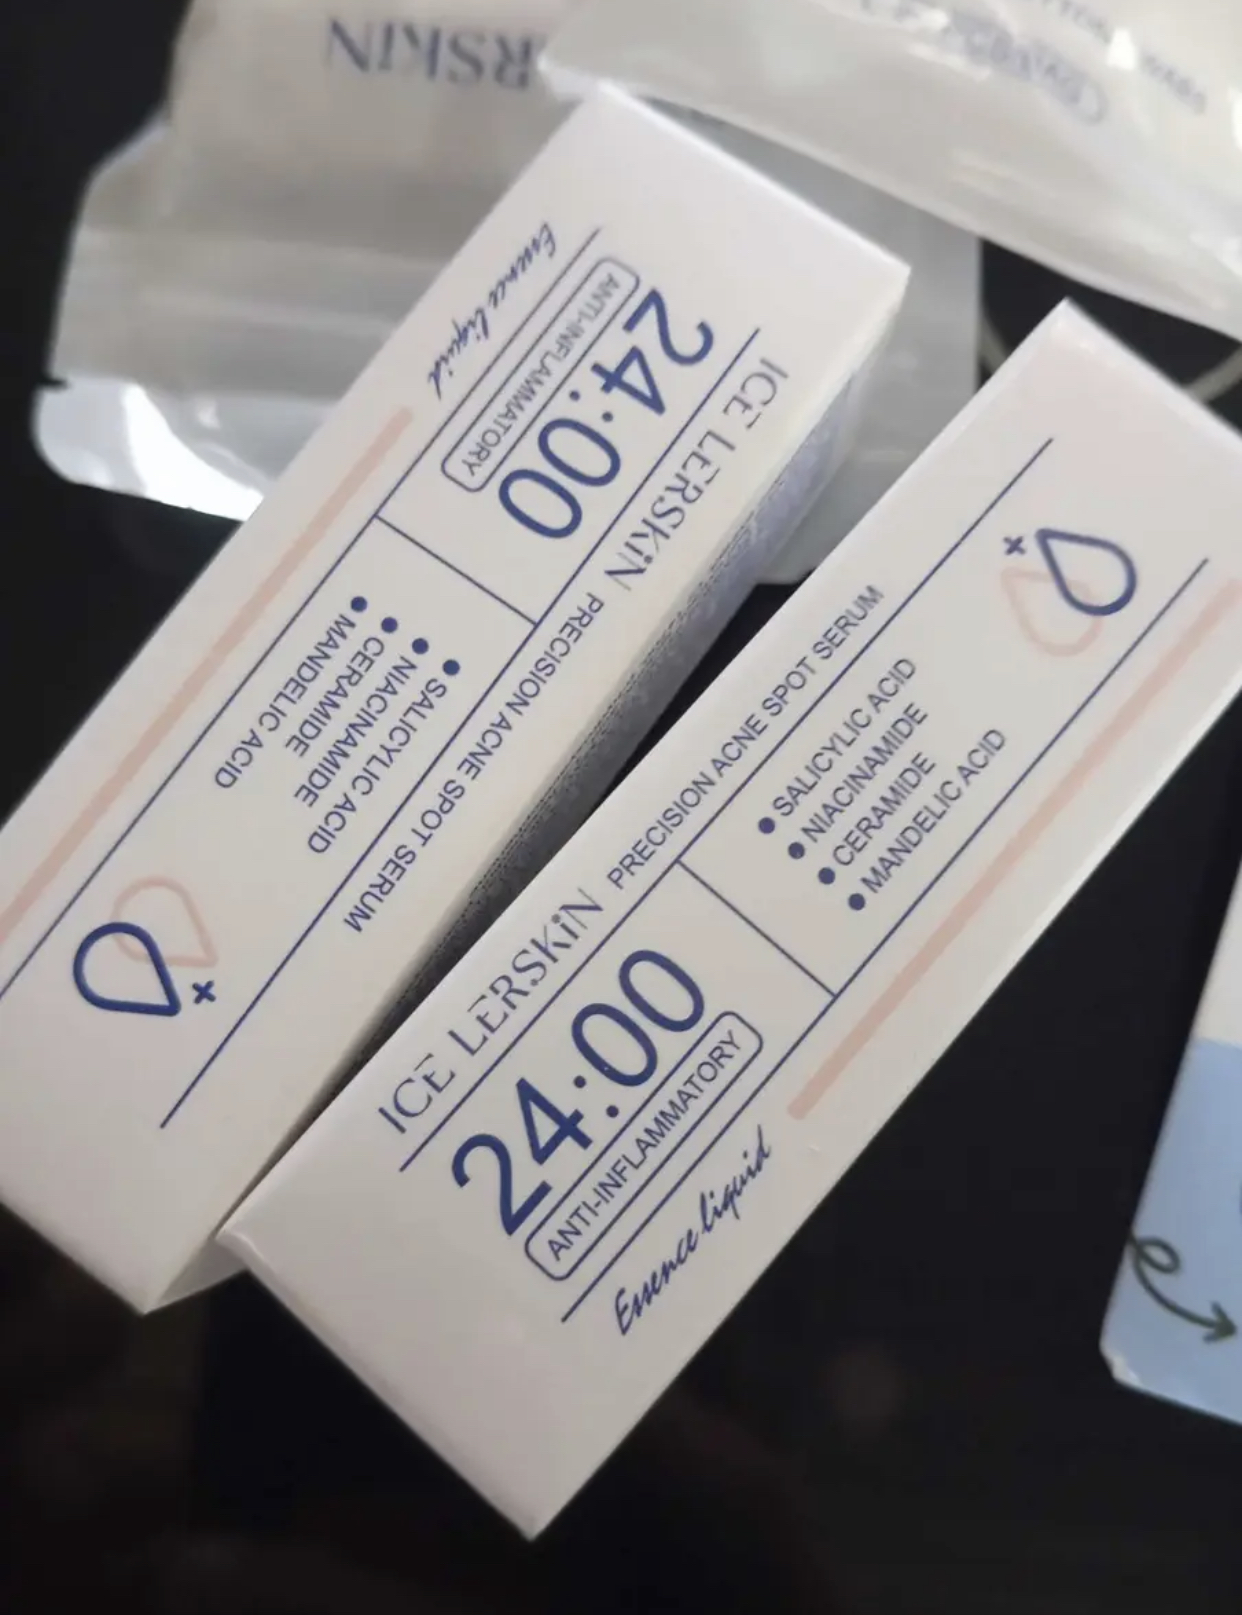 ERSKiN
Essence liquid
ANTI-INFLAMMATORY
24:00
ICE LERSKiN PRECISION ACNE SPOT SERUM
● SALICYLIC ACID
● NIACINAMIDE
● CERAMIDE
● MANDELIC ACID
ICE LERSKiN PRECISION ACNE SPOT SERUM
24:00
ANTI-INFLAMMATORY
● SALICYLIC ACID
● NIACINAMIDE
● CERAMIDE
● MANDELIC ACID
Essence liquid